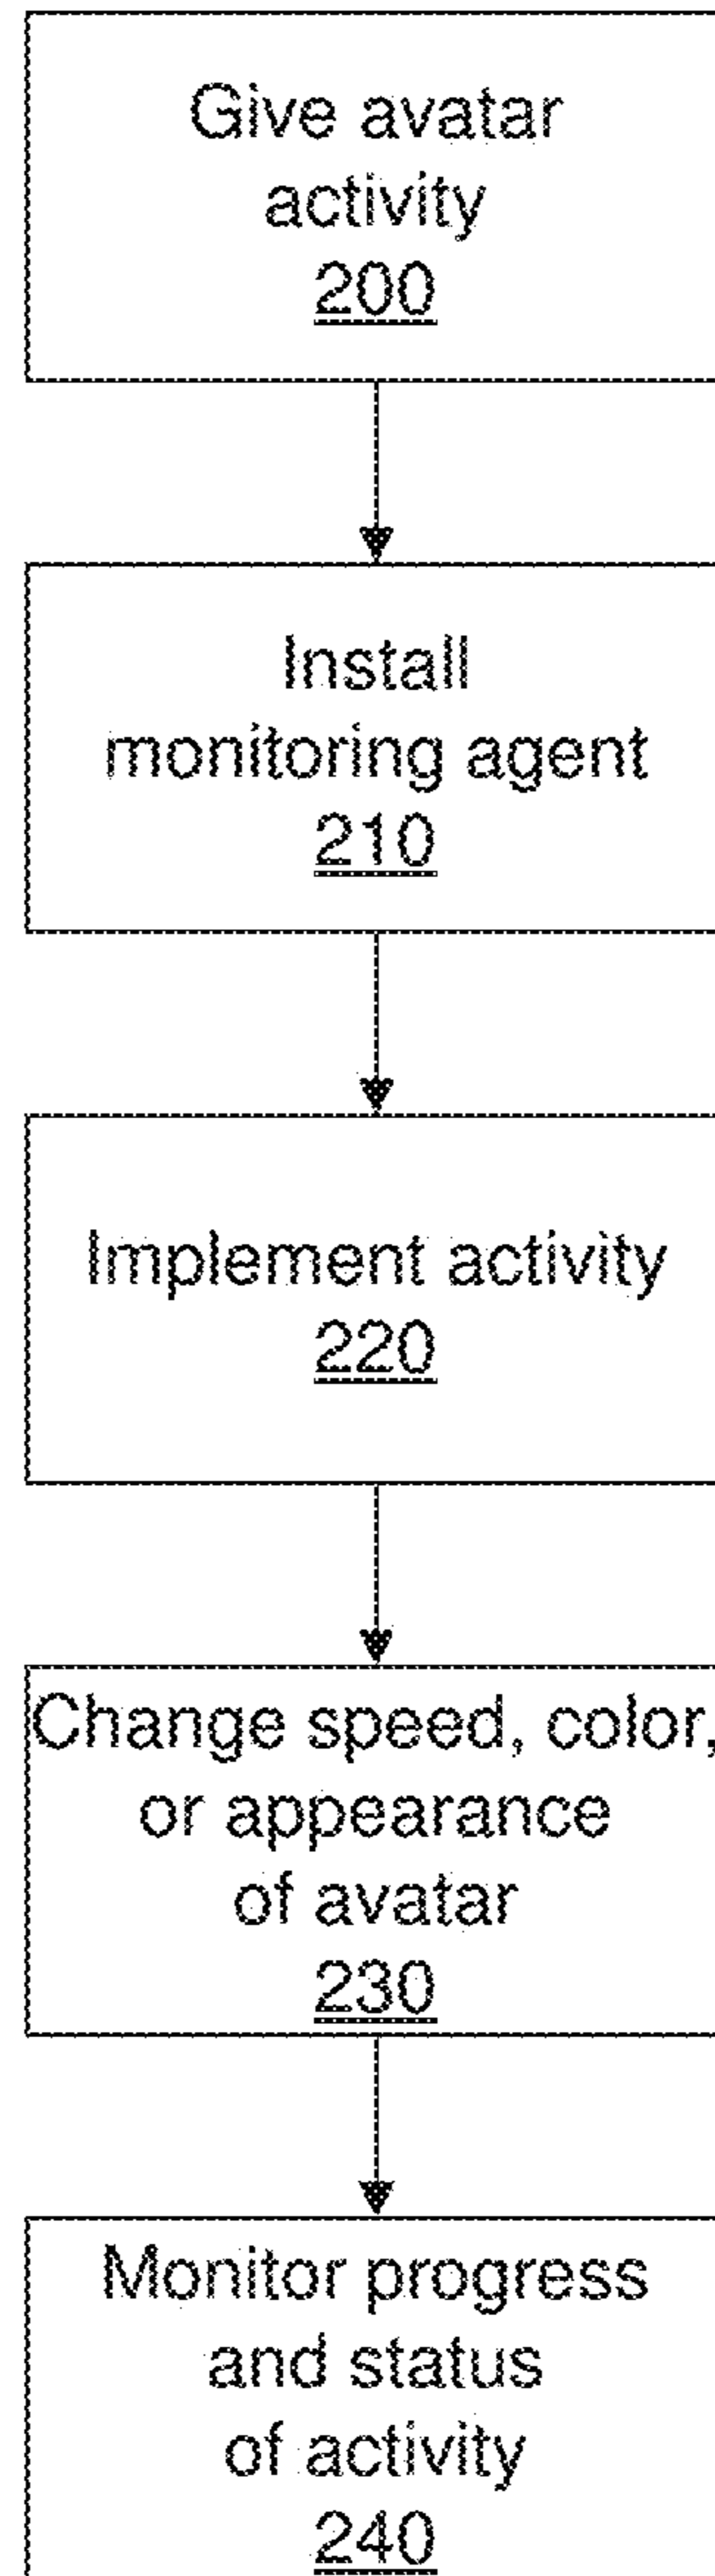 Give avatar
activity
200
Install
monitoring agent
210
Implement activity
220
Change speed, color,
or appearance
of avatar
230
Monitor progress
and status
of activity
240